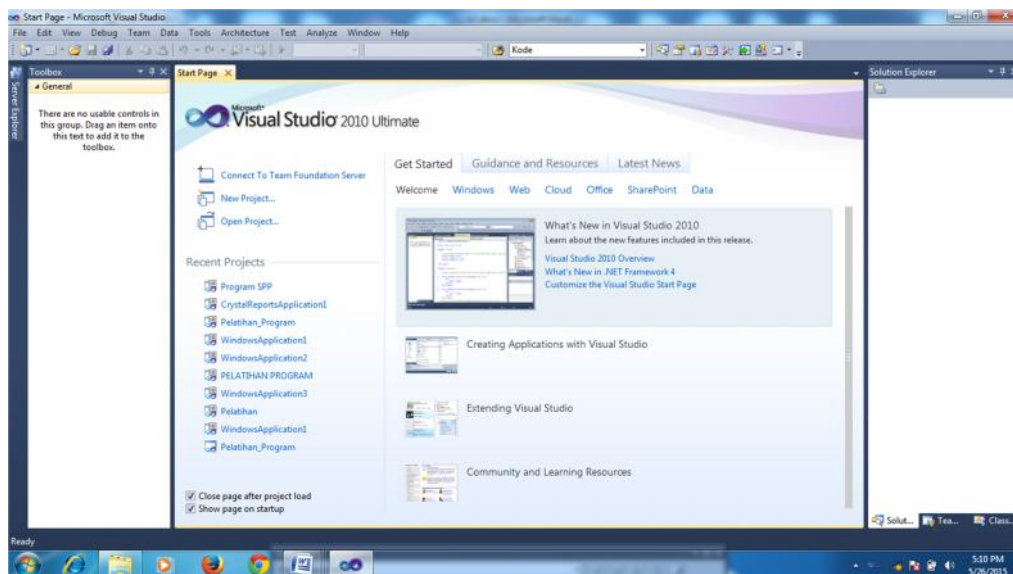 Start Page - Microsoft Visual Studio
File Edit View Debug Team Data Tools Architecture Test Analyze Window Help
Kode
Toolbox
Start Page
Solution Explorer
Server Explorer
General
There are no usable controls in
this group. Drag an item onto
this text to add it to the
toolbox.
Microsoft
Visual Studio 2010 Ultimate
Connect To Team Foundation Server
New Project...
Open Project...
Recent Projects
Program SPP
CrystalReportsApplication1
Pelatihan_Program
WindowsApplication1
WindowsApplication2
PELATIHAN PROGRAM
WindowsApplication3
Pelatihan
WindowsApplication1
Pelatihan_Program
Close page after project load
Show page on startup
Get Started Guidance and Resources Latest News
Welcome Windows Web Cloud Office SharePoint Data
What's New in Visual Studio 2010
Learn about the new features included in this release.
Visual Studio 2010 Overview
What's New in .NET Framework 4
Customize the Visual Studio Start Page
Creating Applications with Visual Studio
Extending Visual Studio
Community and Learning Resources
Solut... Tea... Class...
Ready
5:10 PM
5/26/2015